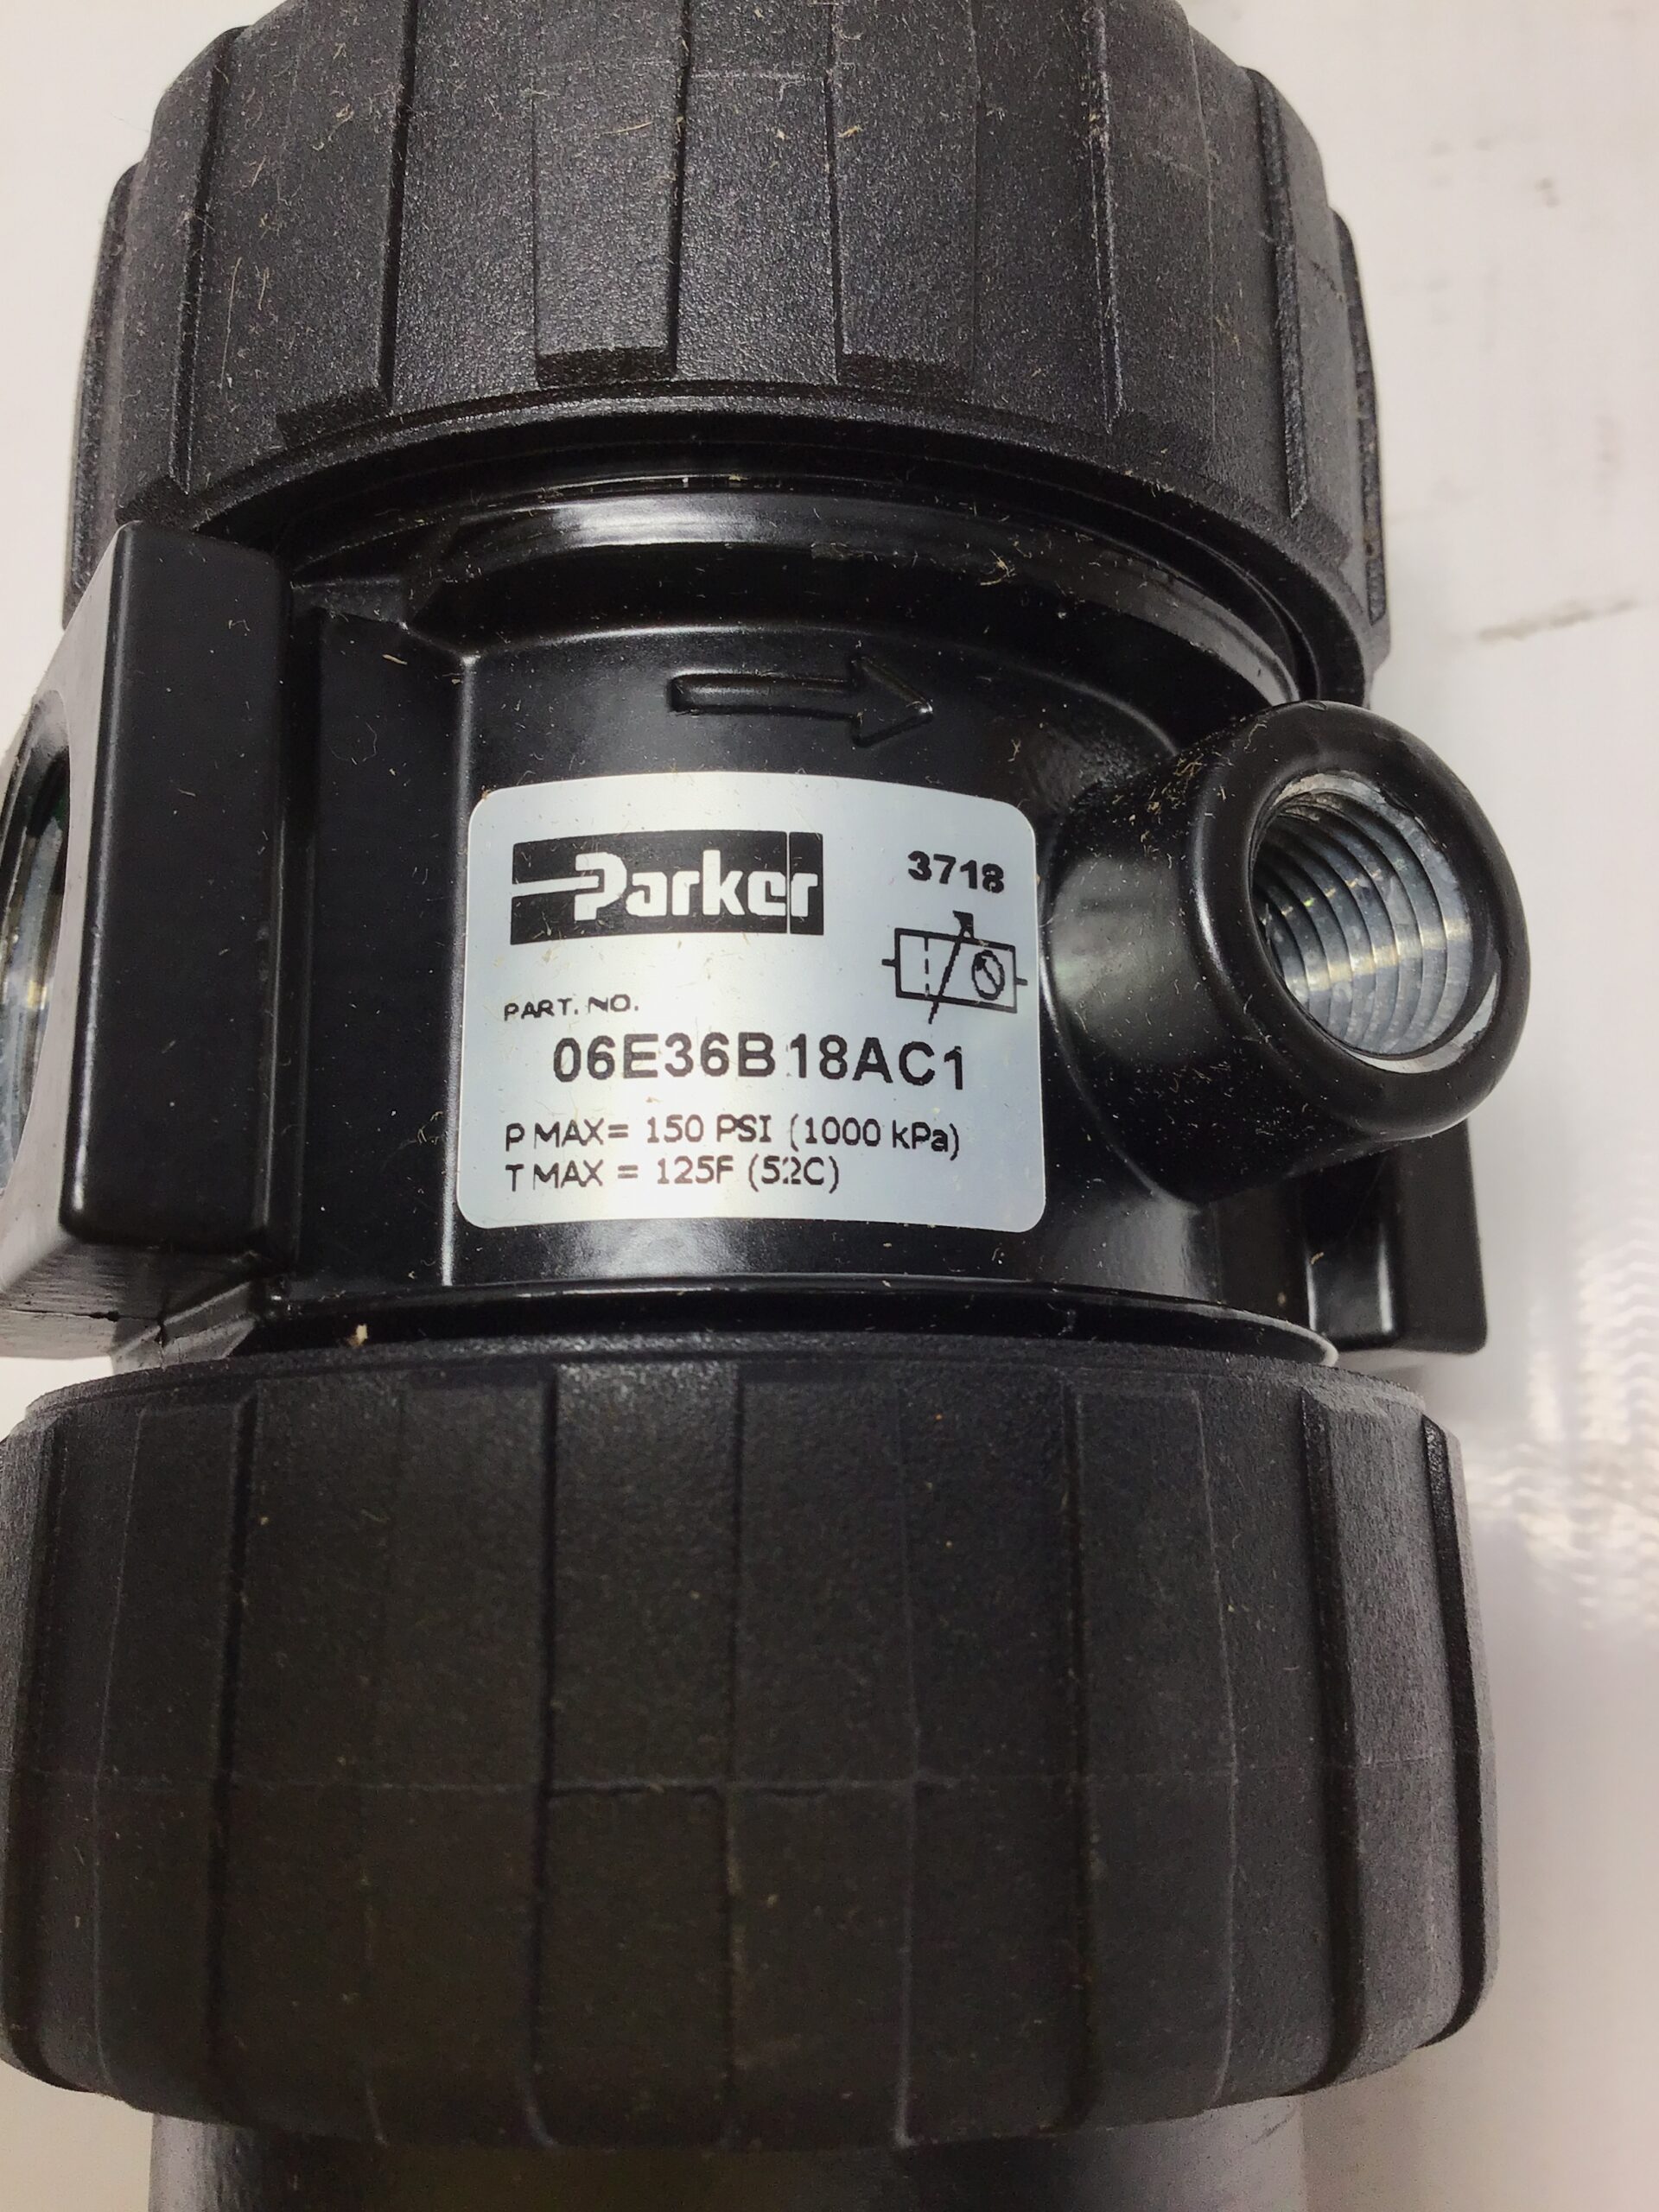 Parker
3718
PART. NO.
06E36B18AC1
P MAX= 150 PSI (1000 kPa)
T MAX = 125F (52C)